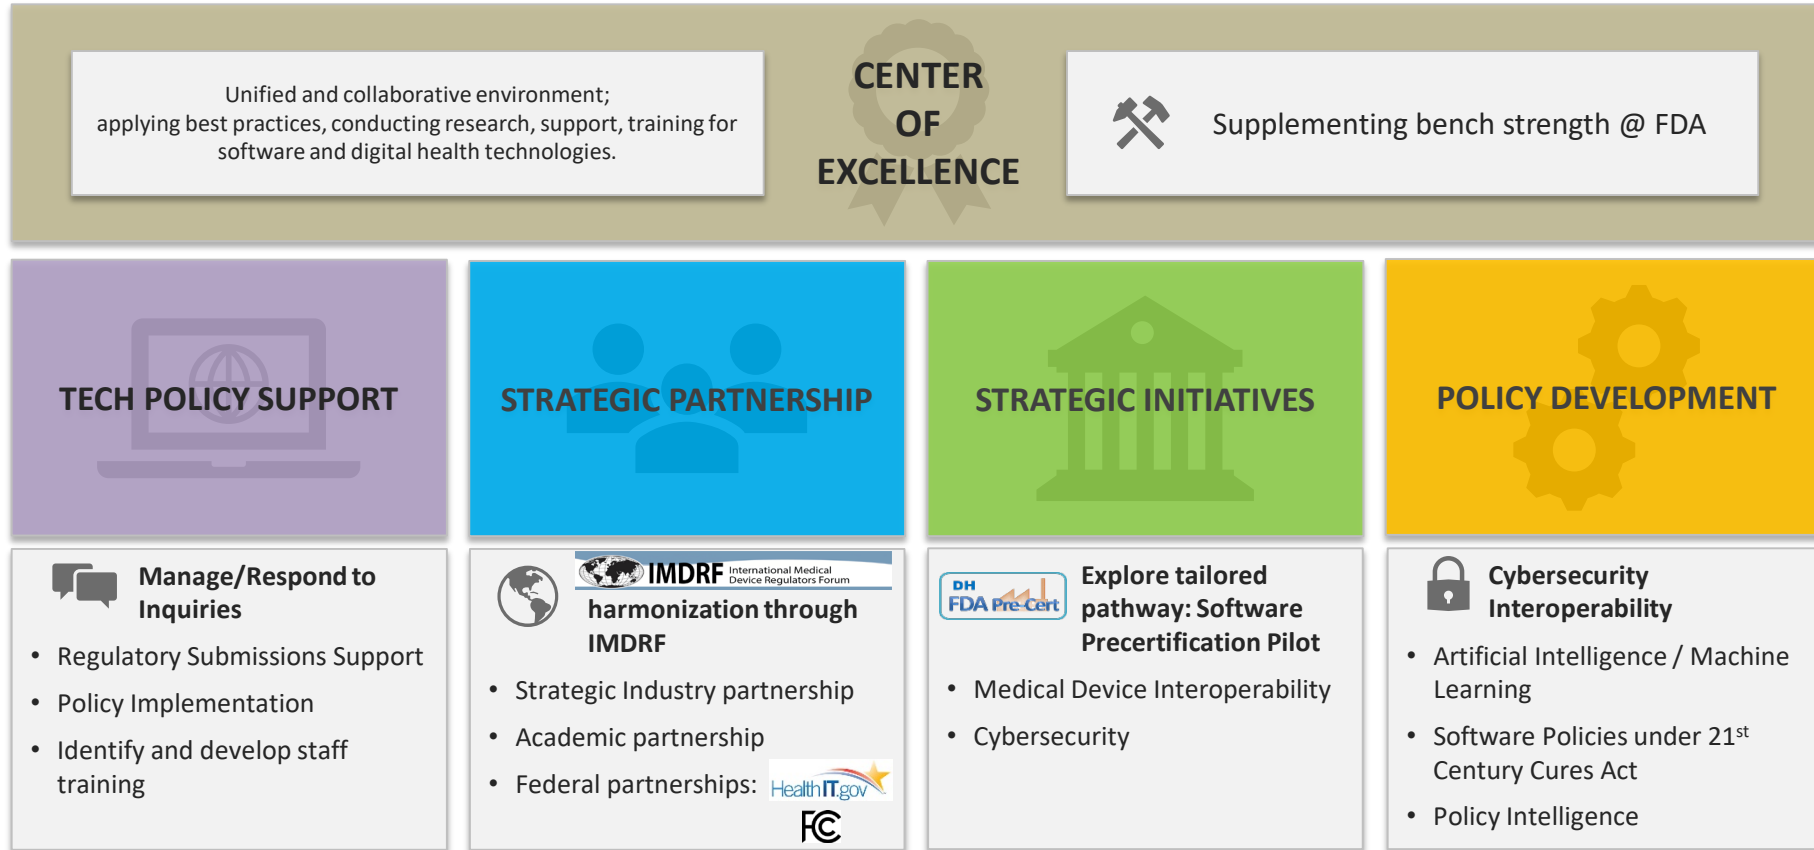 Unified and collaborative environment;
applying best practices, conducting research, support, training for
software and digital health technologies.
CENTER
OF
EXCELLENCE
Supplementing bench strength @ FDA
TECH POLICY SUPPORT
STRATEGIC PARTNERSHIP
STRATEGIC INITIATIVES
POLICY DEVELOPMENT
Manage/Respond to
Inquiries
• Regulatory Submissions Support
• Policy Implementation
• Identify and develop staff
training
IMDRF International Medical
Device Regulators Forum
harmonization through
IMDRF
• Strategic Industry partnership
• Academic partnership
• Federal partnerships:
HealthIT.gov
FC
DH
FDA Pre-Cert
Explore tailored
pathway: Software
Precertification Pilot
• Medical Device Interoperability
• Cybersecurity
Cybersecurity
Interoperability
• Artificial Intelligence / Machine
Learning
• Software Policies under 21st
Century Cures Act
• Policy Intelligence